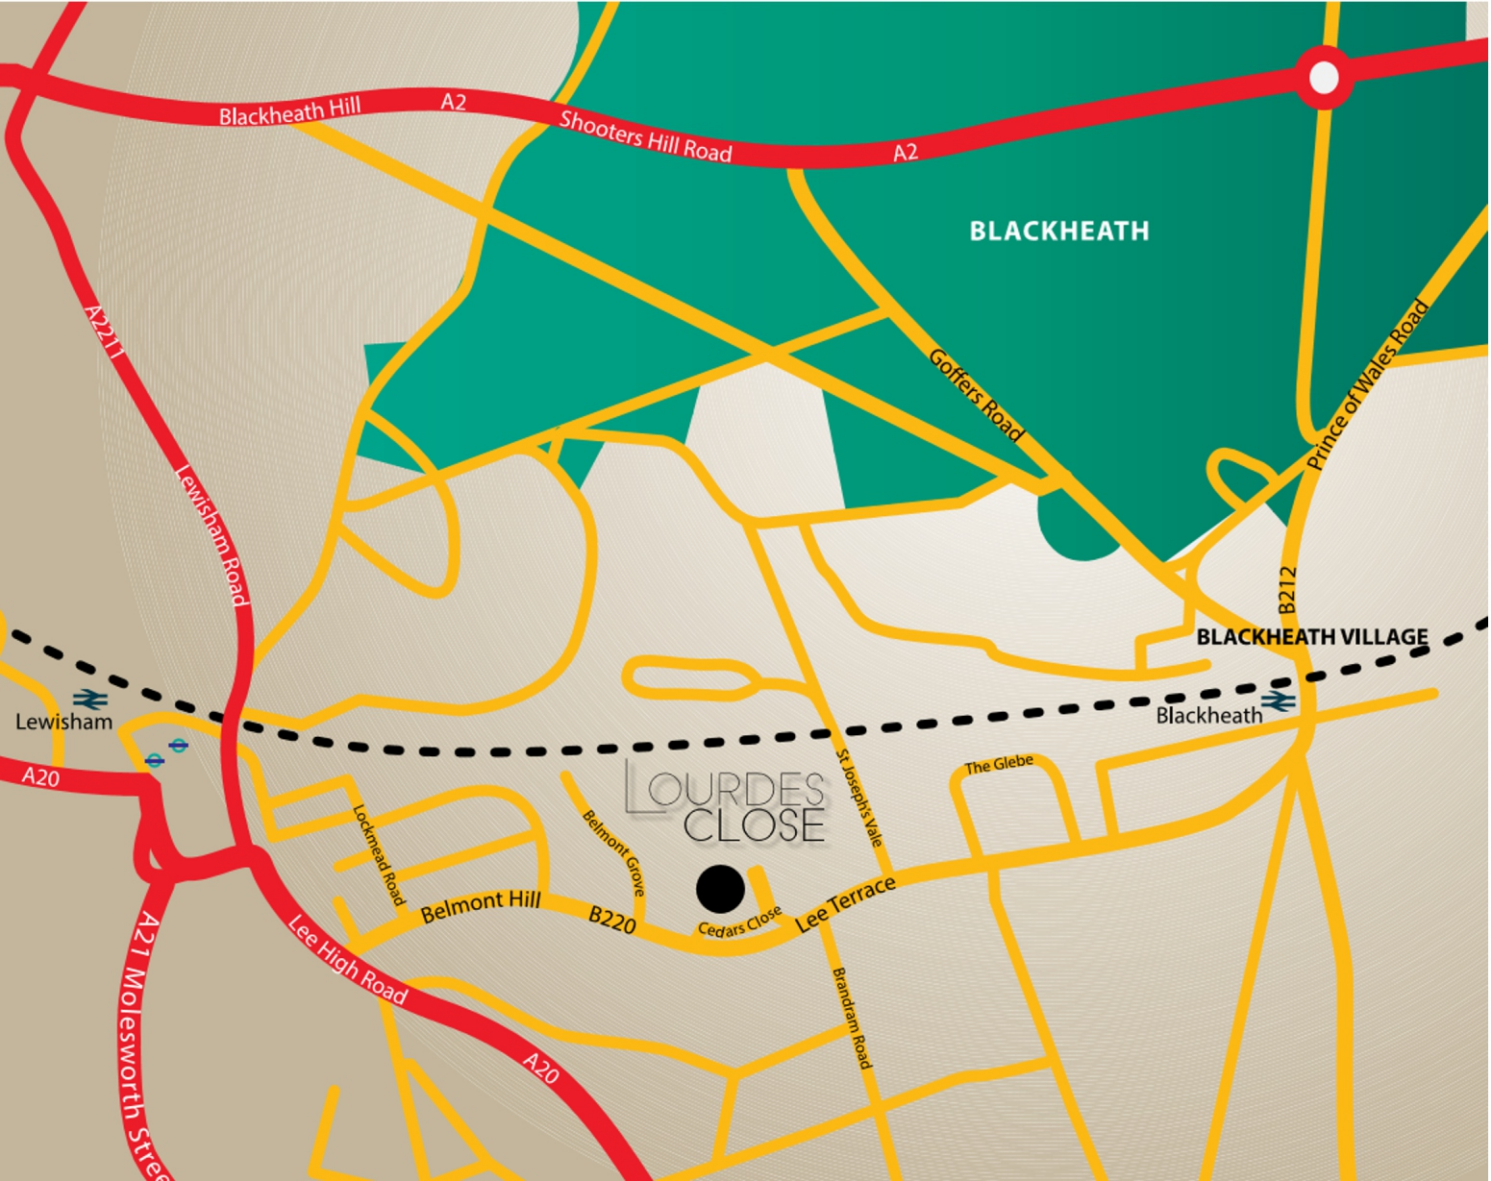 Blackheath Hill
A2
Shooters Hill Road
A2
BLACKHEATH
A2211
Goffers Road
Prince of Wales Road
Lewisham Road
B212
BLACKHEATH VILLAGE
Lewisham
Blackheath
A20
St Joseph's Vale
The Glebe
LOURDES
CLOSE
Lockmead Road
Belmont Grove
Belmont Hill
B220
Cedars Close
Lee Terrace
A21 Molesworth Stree
Lee High Road
Brandram Road
A20